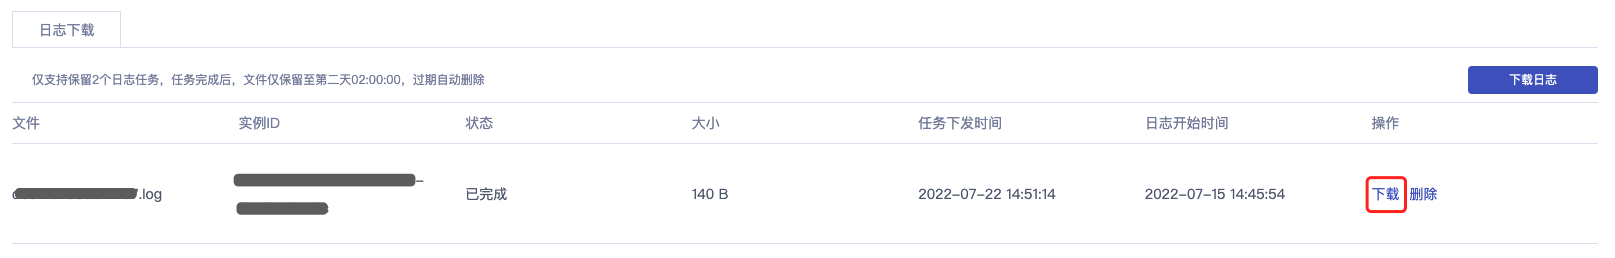 日志下载
仅支持保留2个日志任务，任务完成后，文件仅保留至第二天02:00:00，过期自动删除
下载日志
文件 实例ID 状态 大小 任务下发时间 日志开始时间 操作
.log 已完成 140 B 2022-07-22 14:51:14 2022-07-15 14:45:54 下载 删除